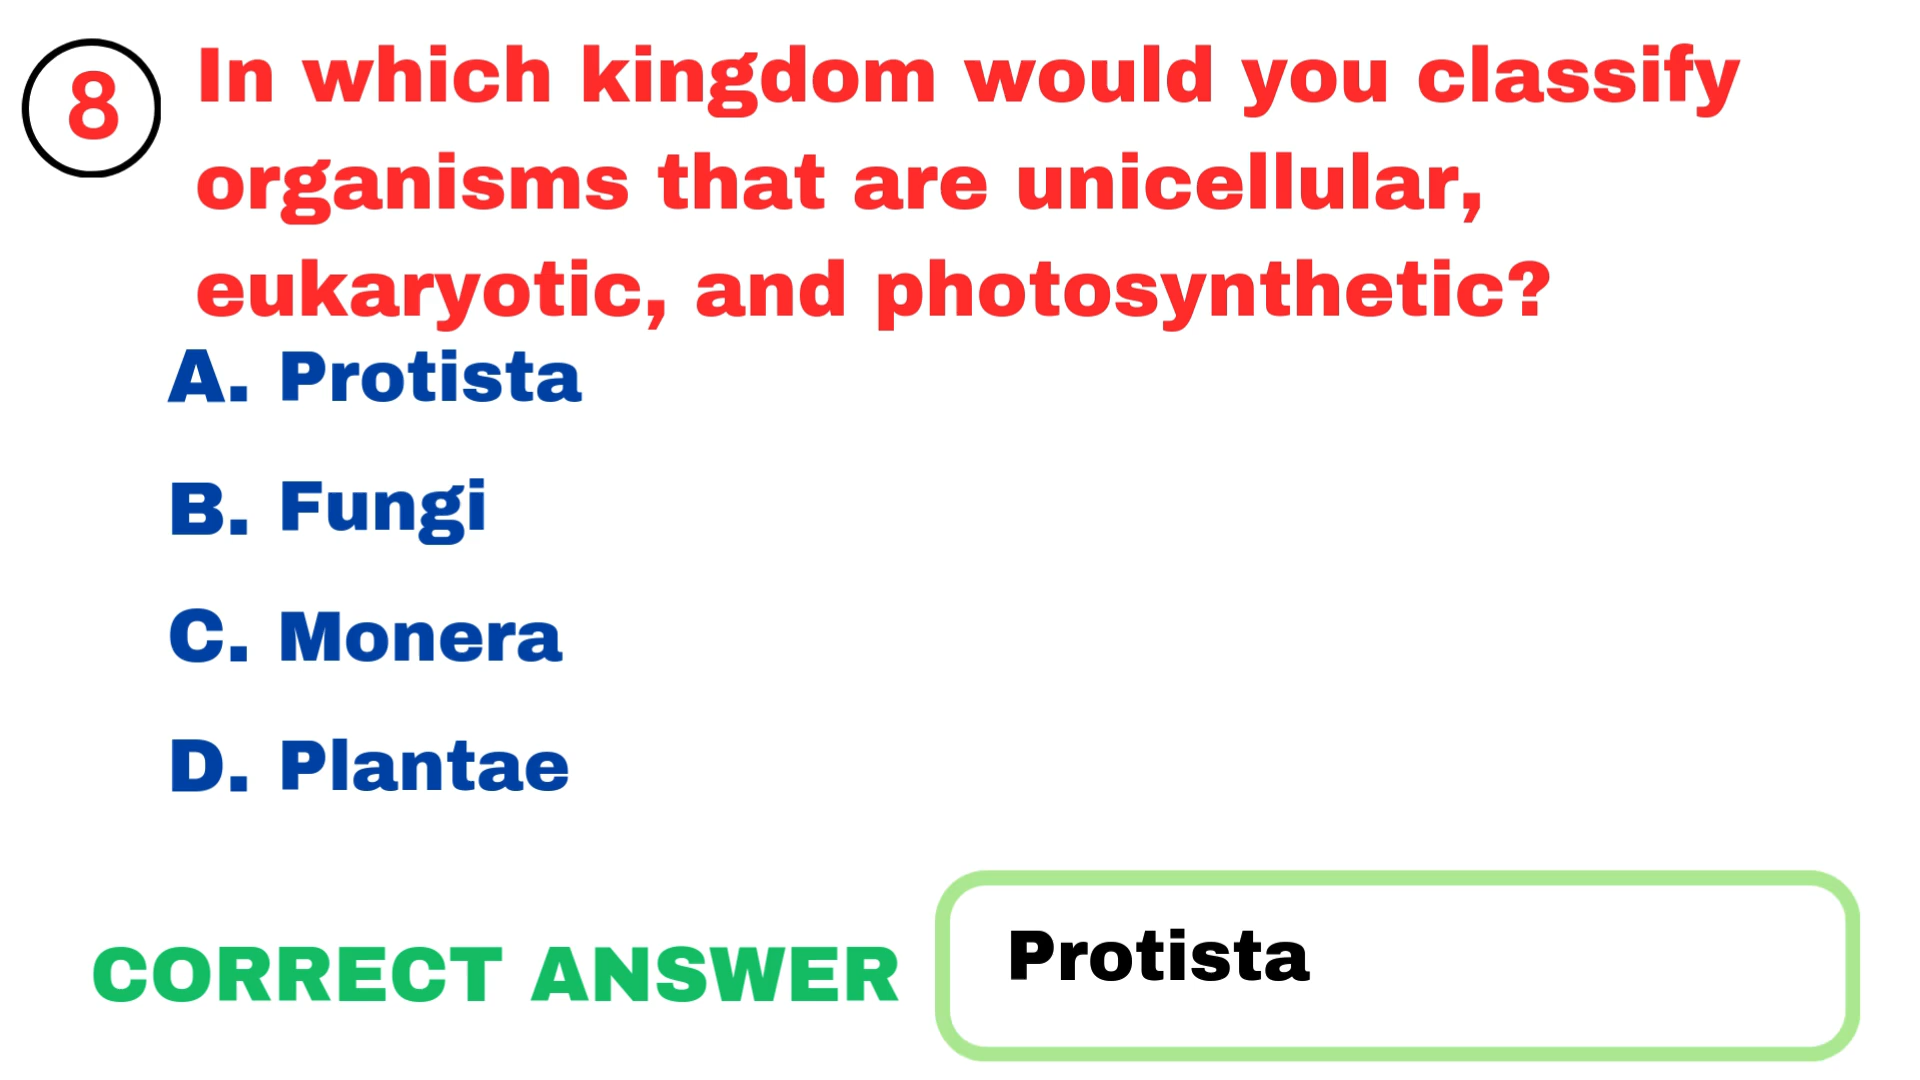 8
In which kingdom would you classify
organisms that are unicellular,
eukaryotic, and photosynthetic?
A. Protista
B. Fungi
C. Monera
D. Plantae
CORRECT ANSWER
Protista